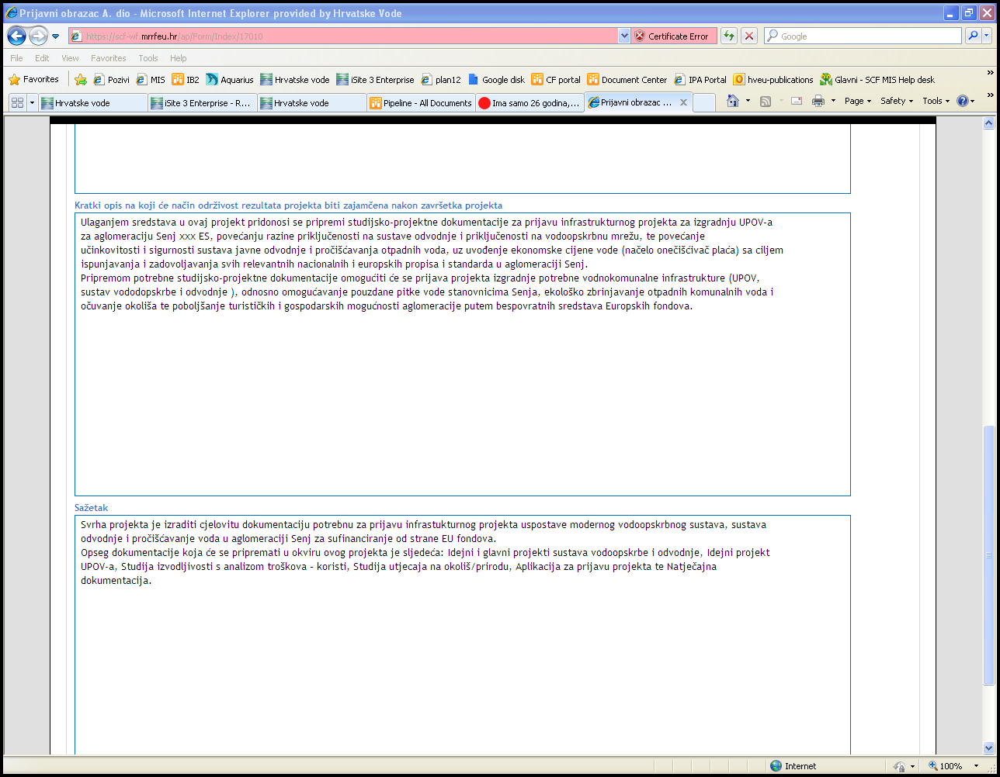 Prijavni obrazac A. dio - Microsoft Internet Explorer provided by Hrvatske Vode
https://scf-wf.mrrfeu.hr/ap/Form/Index/17010 Certificate Error Google
File Edit View Favorites Tools Help
Favorites Pozivi MIS IB2 Aquarius Hrvatske vode iSite 3 Enterprise plan12 Google disk CF portal Document Center IPA Portal hveu-publications Glavni - SCF MIS Help desk
Hrvatske vode iSite 3 Enterprise - R... Hrvatske vode Pipeline - All Documents Ima samo 26 godina,... Prijavni obrazac ... Page Safety Tools
Kratki opis na koji će način održivost rezultata projekta biti zajamčena nakon završetka projekta
Ulaganjem sredstava u ovaj projekt pridonosi se pripremi studijsko-projektne dokumentacije za prijavu infrastrukturnog projekta za izgradnju UPOV-a
za aglomeraciju Senj xxx ES, povećanju razine priključenosti na sustave odvodnje i priključenosti na vodoopskrbnu mrežu, te povećanje
učinkovitosti i sigurnosti sustava javne odvodnje i pročišćavanja otpadnih voda, uz uvođenje ekonomske cijene vode (načelo onečišćivač plaća) sa ciljem
ispunjavanja i zadovoljavanja svih relevantnih nacionalnih i europskih propisa i standarda u aglomeraciji Senj.
Pripremom potrebne studijsko-projektne dokumentacije omogućiti će se prijava projekta izgradnje potrebne vodnokomunalne infrastrukture (UPOV,
sustav vododopskrbe i odvodnje ), odnosno omogućavanje pouzdane pitke vode stanovnicima Senja, ekološko zbrinjavanje otpadnih komunalnih voda i
očuvanje okoliša te poboljšanje turističkih i gospodarskih mogućnosti aglomeracije putem bespovratnih sredstava Europskih fondova.
Sažetak
Svrha projekta je izraditi cjelovitu dokumentaciju potrebnu za prijavu infrastukturnog projekta uspostave modernog vodoopskrbnog sustava, sustava
odvodnje i pročišćavanje voda u aglomeraciji Senj za sufinanciranje od strane EU fondova.
Opseg dokumentacije koja će se pripremati u okviru ovog projekta je sljedeća: Idejni i glavni projekti sustava vodoopskrbe i odvodnje, Idejni projekt
UPOV-a, Studija izvodljivosti s analizom troškova - koristi, Studija utjecaja na okoliš/prirodu, Aplikacija za prijavu projekta te Natječajna
dokumentacija.
Internet 100%